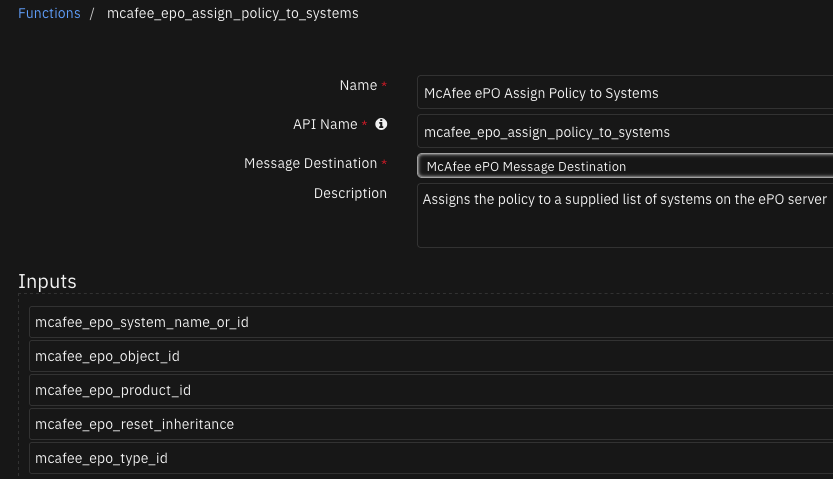 Functions / mcafee_epo_assign_policy_to_systems
Name * McAfee ePO Assign Policy to Systems
API Name * mcafee_epo_assign_policy_to_systems
Message Destination * McAfee ePO Message Destination
Description Assigns the policy to a supplied list of systems on the ePO server
Inputs
mcafee_epo_system_name_or_id
mcafee_epo_object_id
mcafee_epo_product_id
mcafee_epo_reset_inheritance
mcafee_epo_type_id